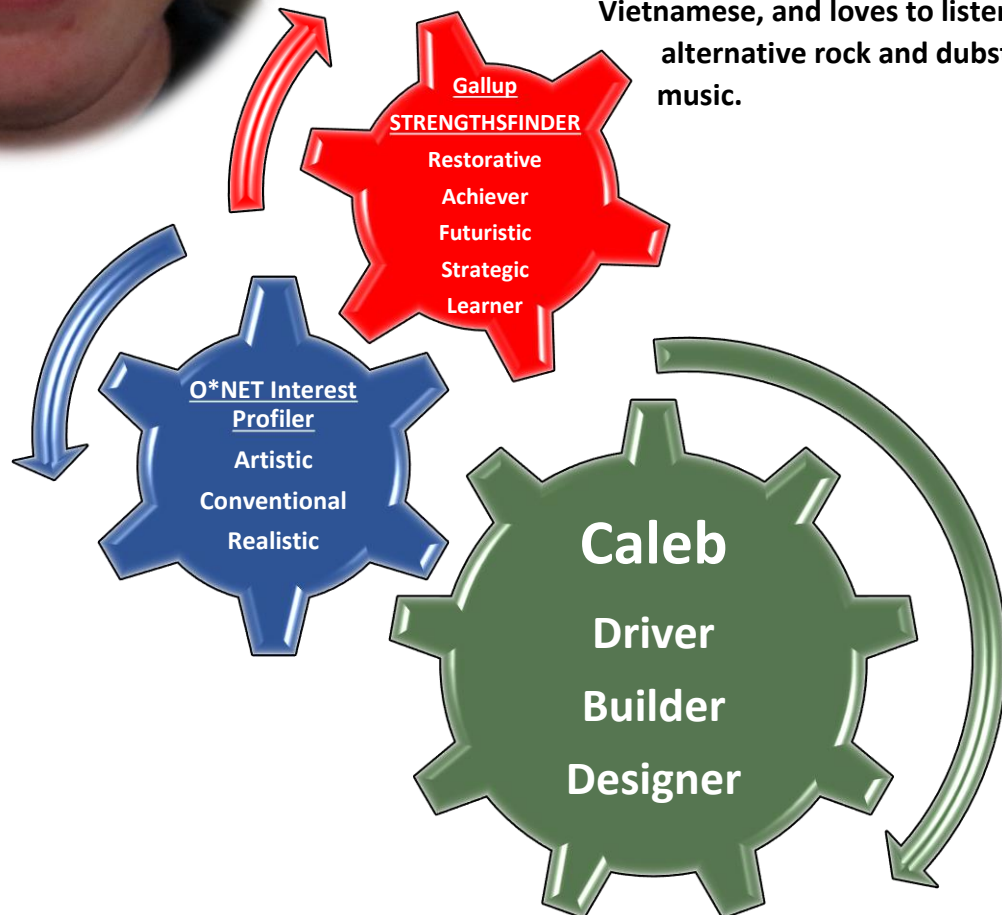 Vietnamese, and loves to listen
alternative rock and
music.
Gallup
STRENGTHSFINDER
Restorative
Achiever
Futuristic
Strategic
Learner
O*NET Interest
Profiler
Artistic
Conventional
Realistic
Caleb
Driver
Builder
Designer